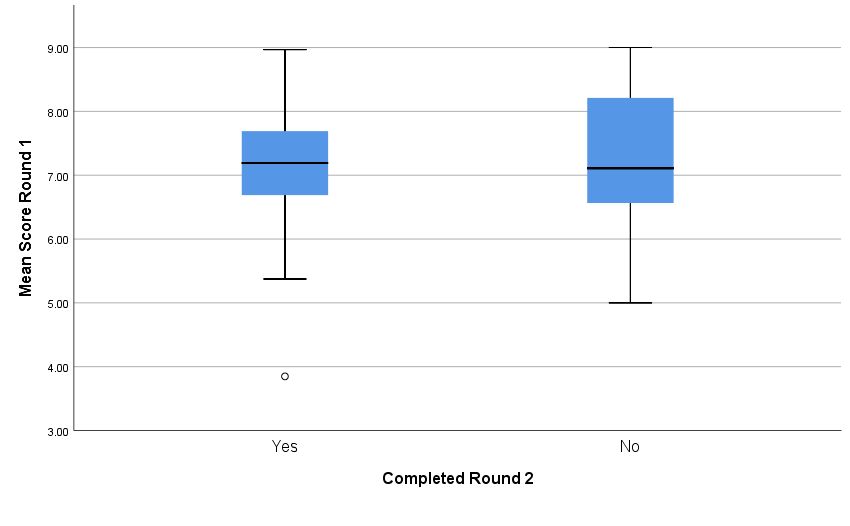 Mean Score Round 1
9.00
8.00
7.00
6.00
5.00
4.00
3.00
Yes No
Completed Round 2